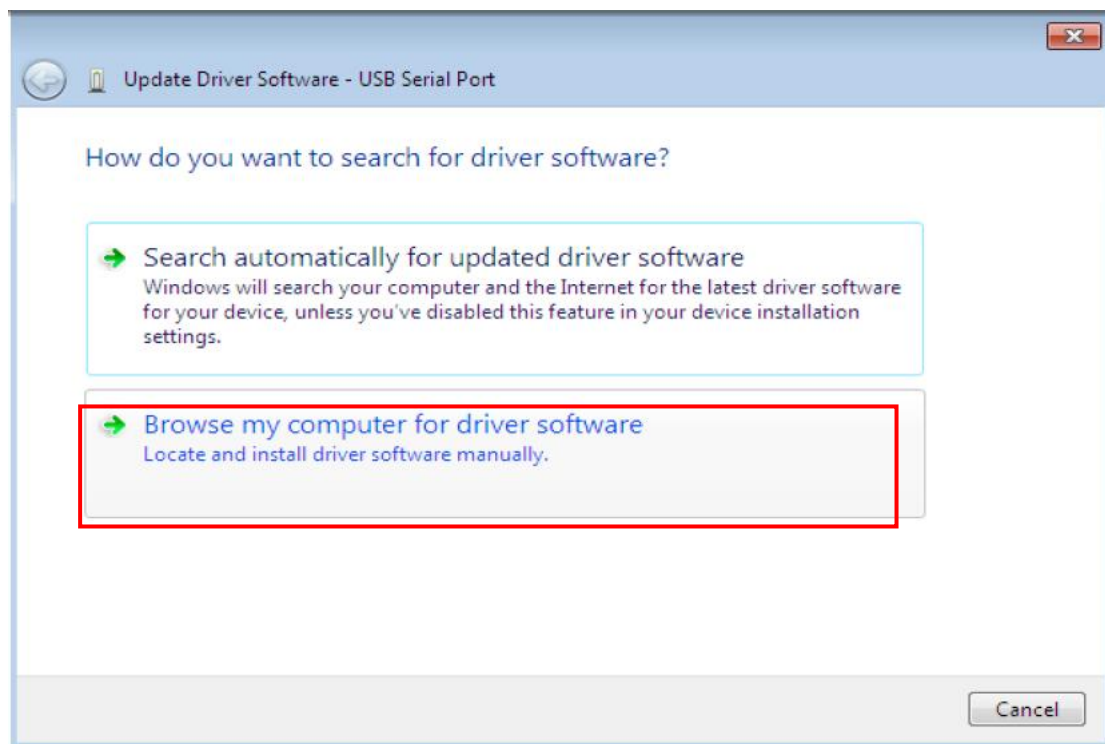 Update Driver Software - USB Serial Port
How do you want to search for driver software?
Search automatically for updated driver software
Windows will search your computer and the Internet for the latest driver software
for your device, unless you've disabled this feature in your device installation
settings.
Browse my computer for driver software
Locate and install driver software manually.
Cancel